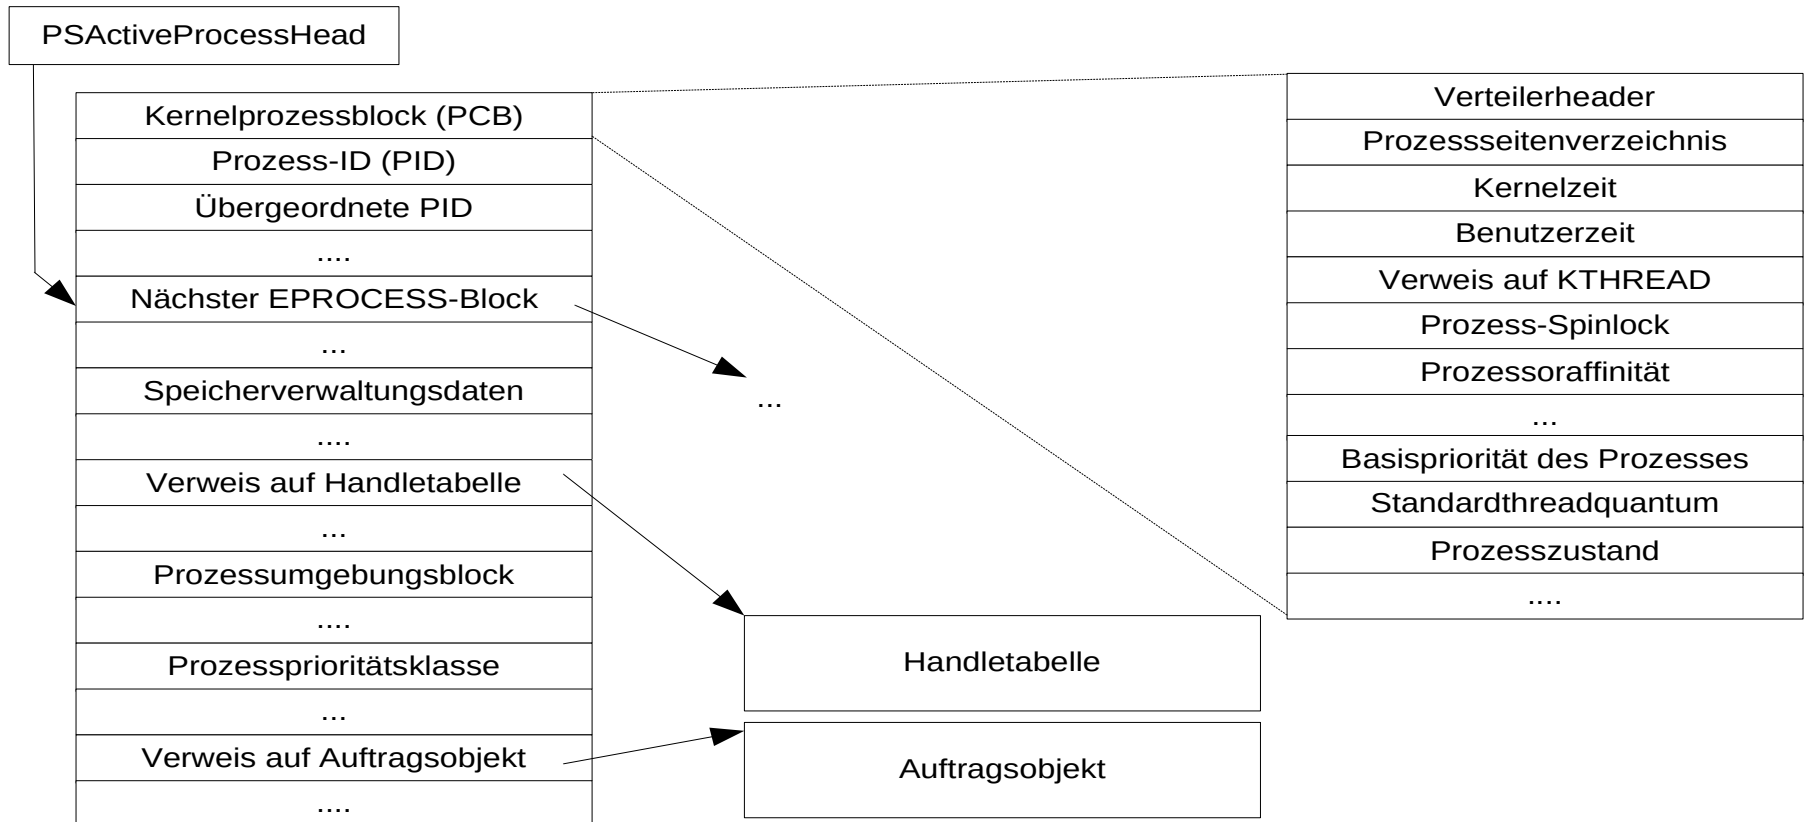 PSActiveProcessHead
Kernelprozessblock (PCB)
Prozess-ID (PID)
Übergeordnete PID
....
Nächster EPROCESS-Block
...
Speicherverwaltungsdaten
....
Verweis auf Handletabelle
...
Prozessumgebungsblock
....
Prozessprioritätsklasse
...
Verweis auf Auftragsobjekt
....
...
Handletabelle
Auftragsobjekt
Verteilerheader
Prozessseitenverzeichnis
Kernelzeit
Benutzerzeit
Verweis auf KTHREAD
Prozess-Spinlock
Prozessoraffinität
...
Basispriorität des Prozesses
Standardthreadquantum
Prozesszustand
....